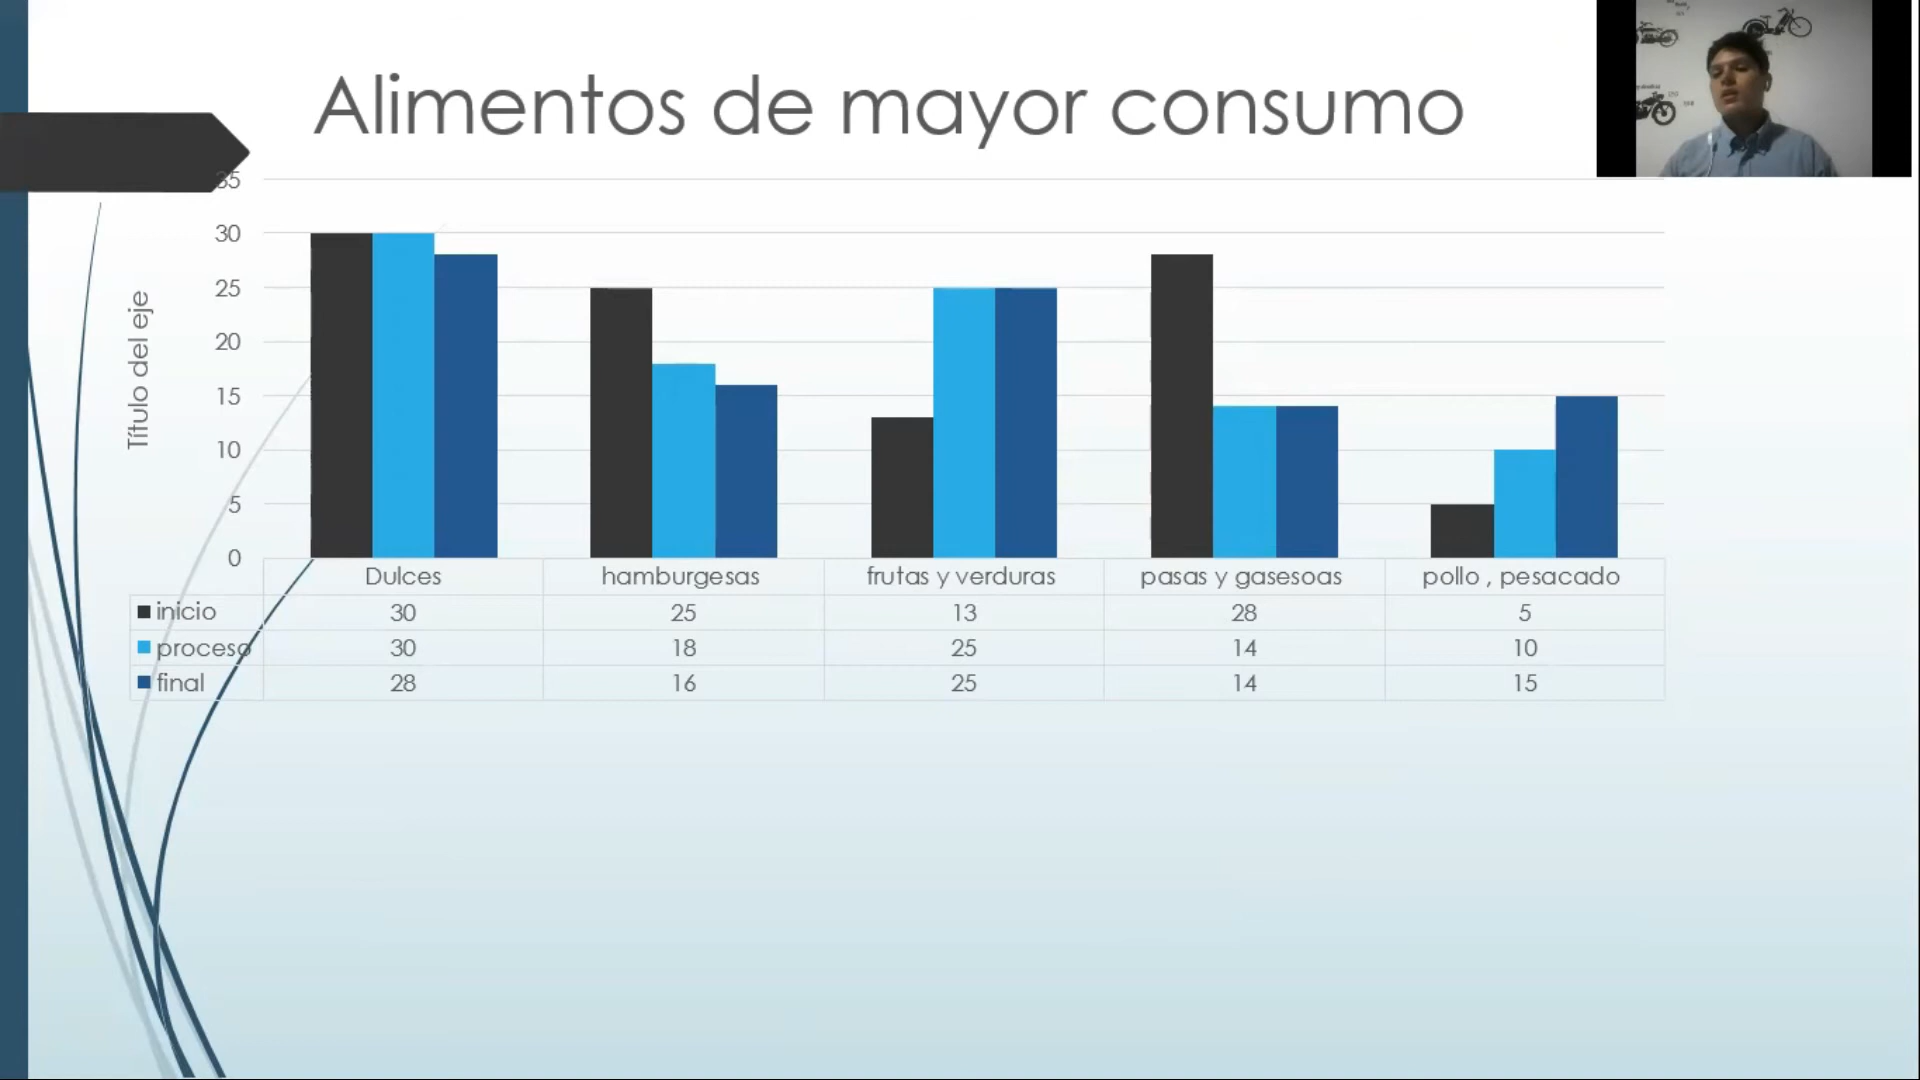 Alimentos de mayor consumo
35
30
25
20
15
10
5
0
Título del eje
Dulces hamburgesas frutas y verduras pasas y gasesoas pollo , pesacado
inicio 30 25 13 28 5
proceso 30 18 25 14 10
final 28 16 25 14 15